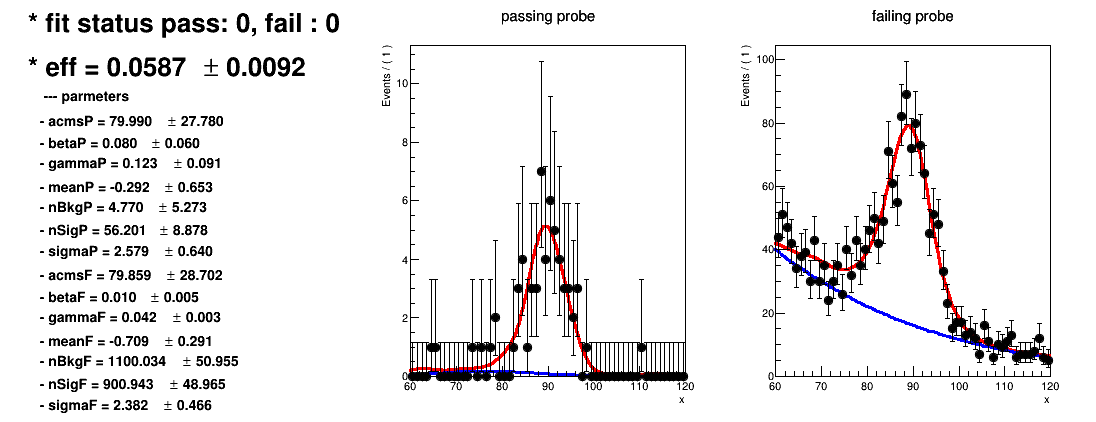 * fit status pass: 0, fail : 0
* eff = 0.0587 ± 0.0092
--- parmeters
- acmsP = 79.990 ± 27.780
- betaP = 0.080 ± 0.060
- gammaP = 0.123 ± 0.091
- meanP = -0.292 ± 0.653
- nBkgP = 4.770 ± 5.273
- nSigP = 56.201 ± 8.878
- sigmaP = 2.579 ± 0.640
- acmsF = 79.859 ± 28.702
- betaF = 0.010 ± 0.005
- gammaF = 0.042 ± 0.003
- meanF = -0.709 ± 0.291
- nBkgF = 1100.034 ± 50.955
- nSigF = 900.943 ± 48.965
- sigmaF = 2.382 ± 0.466
passing probe
Events / ( 1 )
10
8
6
4
2
0
60 70 80 90 100 110 120
x
failing probe
Events / ( 1 )
100
80
60
40
20
0
60 70 80 90 100 110 120
x